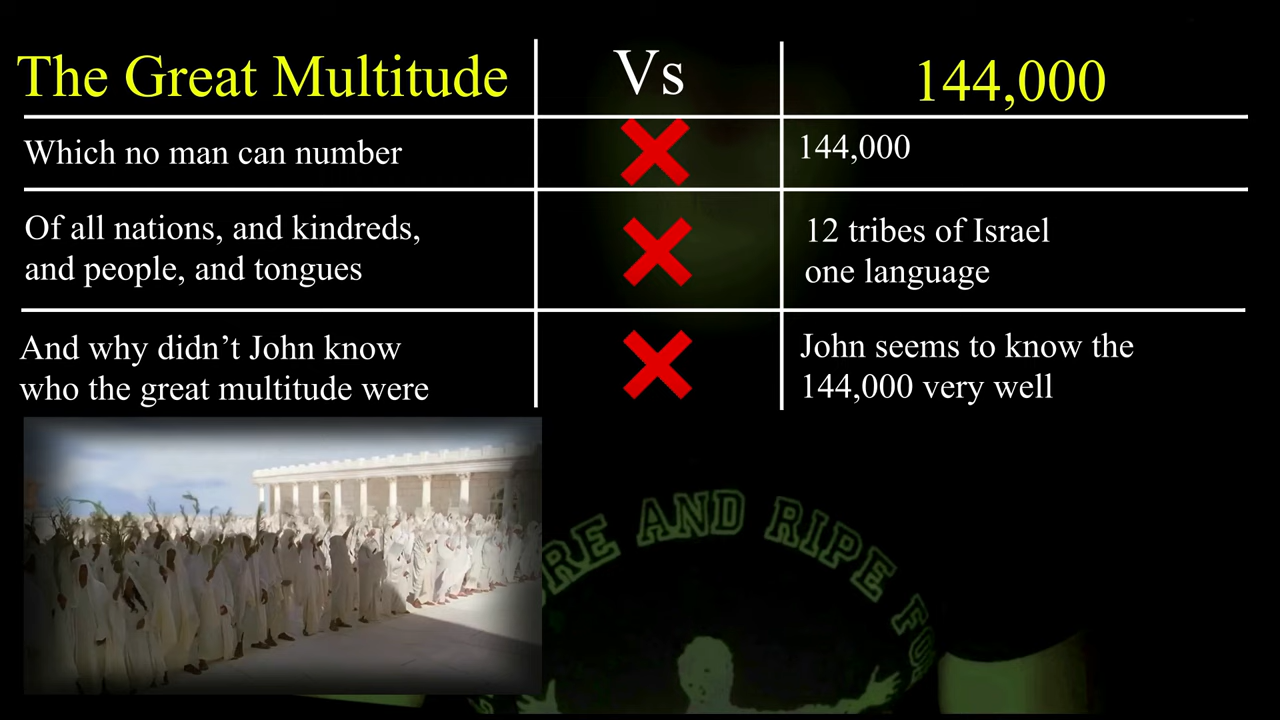 The Great Multitude Vs 144,000
Which no man can number 144,000
Of all nations, and kindreds,
and people, and tongues
12 tribes of Israel
one language
And why didn’t John know
who the great multitude were
John seems to know the
144,000 very well
AND RIPE